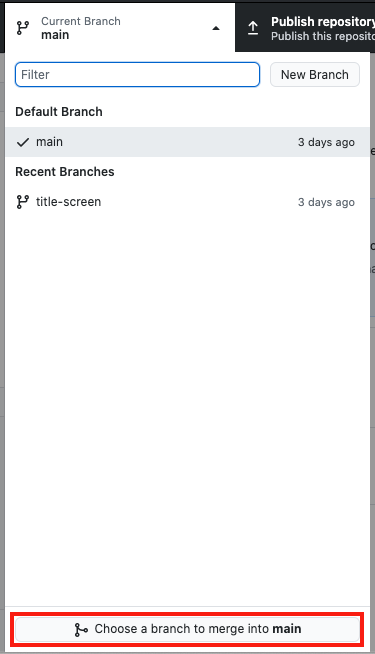 Current Branch
main
Publish repository
Publish this reposito
Filter
New Branch
Default Branch
main
3 days ago
Recent Branches
title-screen
3 days ago
Choose a branch to merge into main